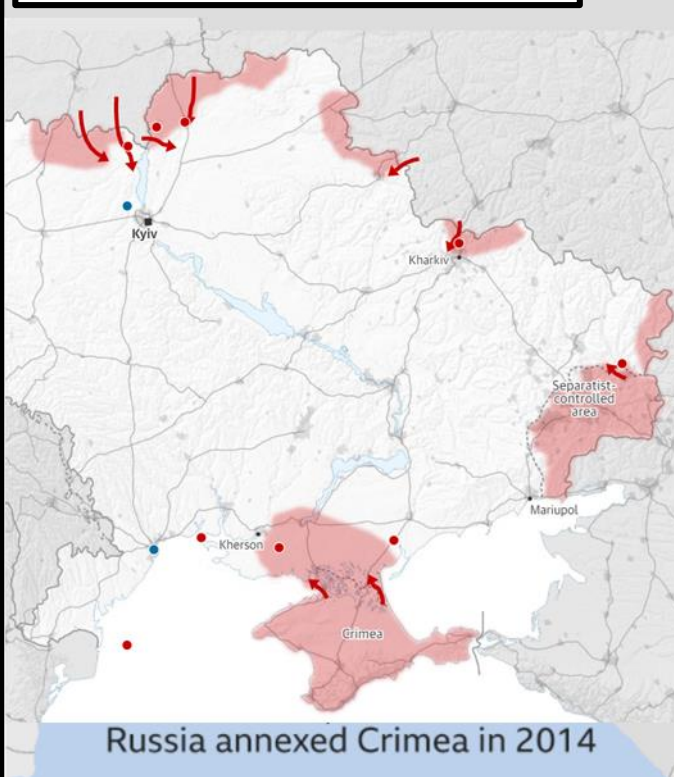 Kyiv
Kharkiv
Separatist-
controlled
area
Mariupol
Kherson
Crimea
Russia annexed Crimea in 2014